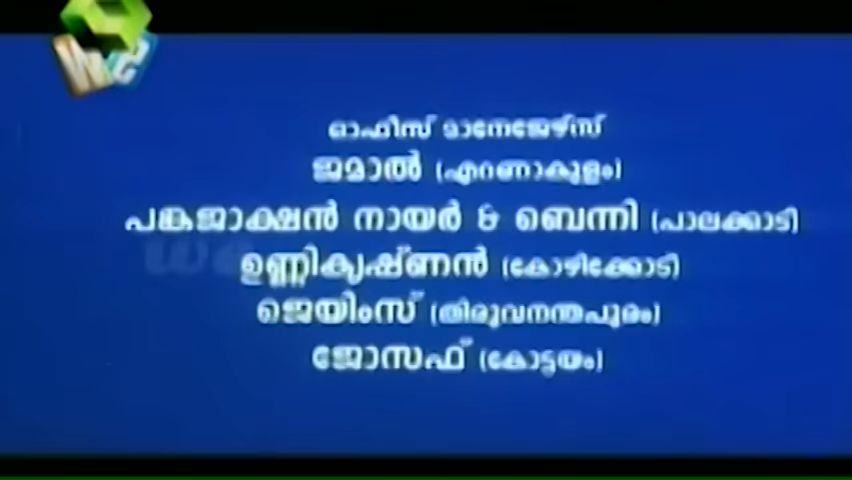 ഓഫീസ് മാനേജേഴ്സ്
ജമാൽ (എറണാകുളം)
പങ്കജാക്ഷൻ നായർ & ബെന്നി (പാലക്കാട്)
ഉണ്ണികൃഷ്ണൻ (കോഴിക്കോട്)
ജെയിംസ് (തിരുവനന്തപുരം)
ജോസഫ് (കോട്ടയം)